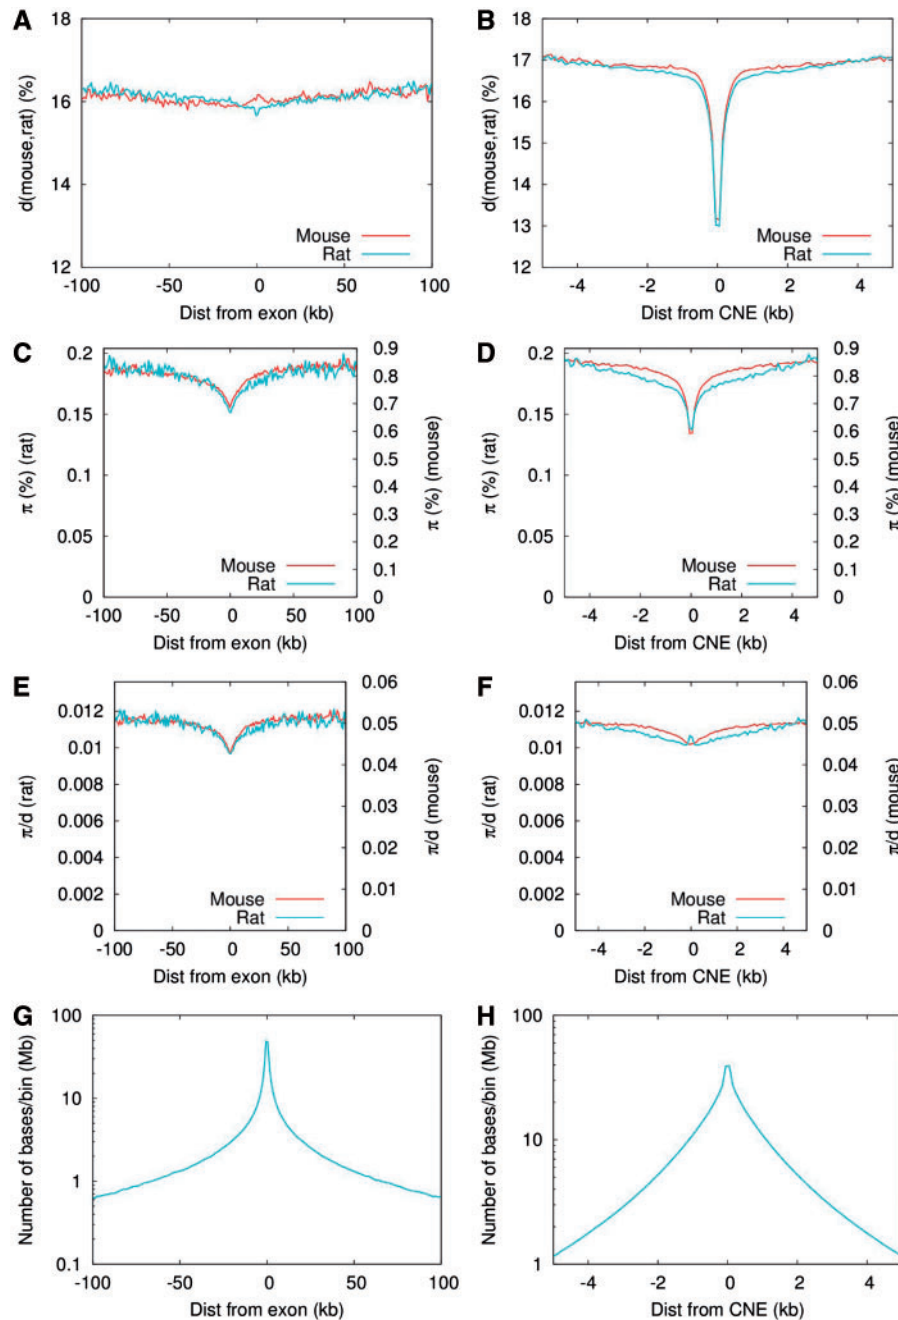 A
18
16
14
12
d(mouse,rat) (%)
Mouse
Rat
-100 -50 0 50 100
Dist from exon (kb)
B
18
17
16
15
14
13
12
d(mouse,rat) (%)
Mouse
Rat
-4 -2 0 2 4
Dist from CNE (kb)
C
0.2
0.15
0.1
0.05
0
π (%) (rat)
0.9
0.8
0.7
0.6
0.5
0.4
0.3
0.2
0.1
0
π (%) (mouse)
Mouse
Rat
-100 -50 0 50 100
Dist from exon (kb)
D
0.2
0.15
0.1
0.05
0
π (%) (rat)
0.9
0.8
0.7
0.6
0.5
0.4
0.3
0.2
0.1
0
π (%) (mouse)
Mouse
Rat
-4 -2 0 2 4
Dist from CNE (kb)
E
0.012
0.01
0.008
0.006
0.004
0.002
0
π/d (rat)
0.06
0.05
0.04
0.03
0.02
0.01
0
π/d (mouse)
Mouse
Rat
-100 -50 0 50 100
Dist from exon (kb)
F
0.012
0.01
0.008
0.006
0.004
0.002
0
π/d (rat)
0.06
0.05
0.04
0.03
0.02
0.01
0
π/d (mouse)
Mouse
Rat
-4 -2 0 2 4
Dist from CNE (kb)
G
100
10
1
0.1
Number of bases/bin (Mb)
-100 -50 0 50 100
Dist from exon (kb)
H
100
10
1
Number of bases/bin (Mb)
-4 -2 0 2 4
Dist from CNE (kb)